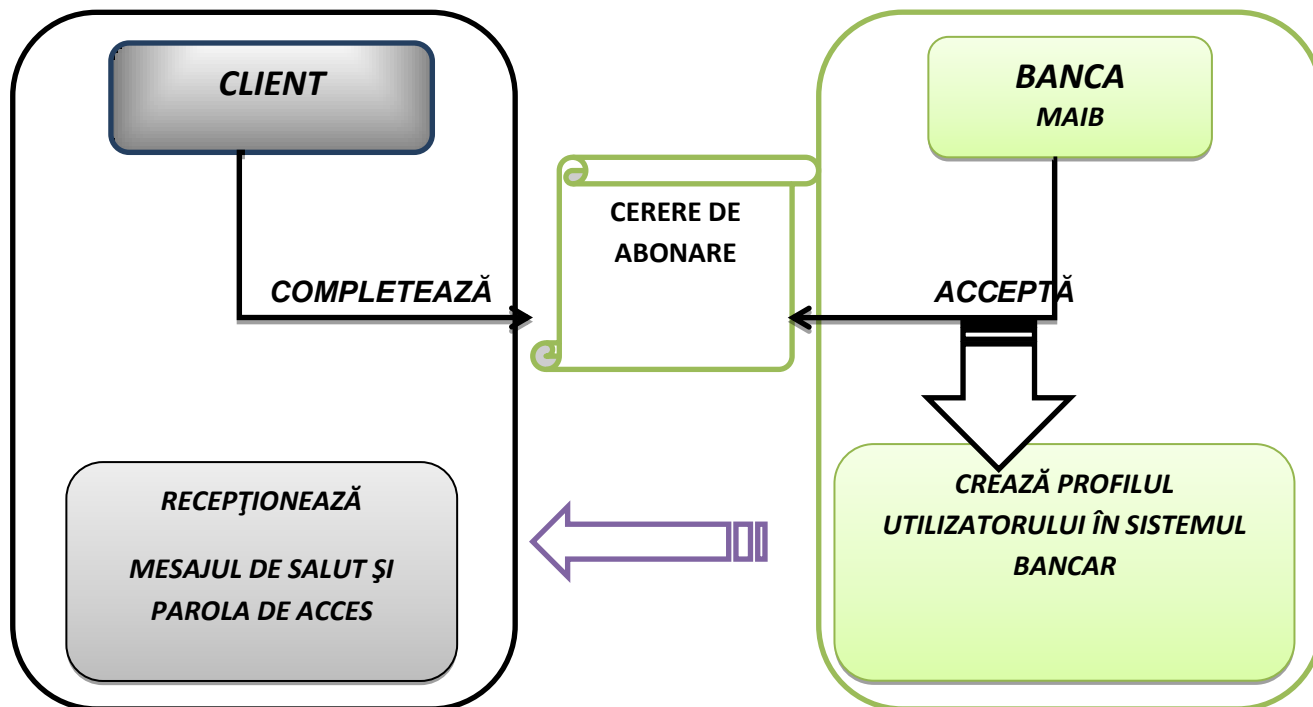 CLIENT
BANCA
MAIB
CERERE DE
ABONARE
COMPLETEAZĂ
ACCEPTĂ
RECEPŢIONEAZĂ
MESAJUL DE SALUT ŞI
PAROLA DE ACCES
CREAZĂ PROFILUL
UTILIZATORULUI ÎN SISTEMUL
BANCAR